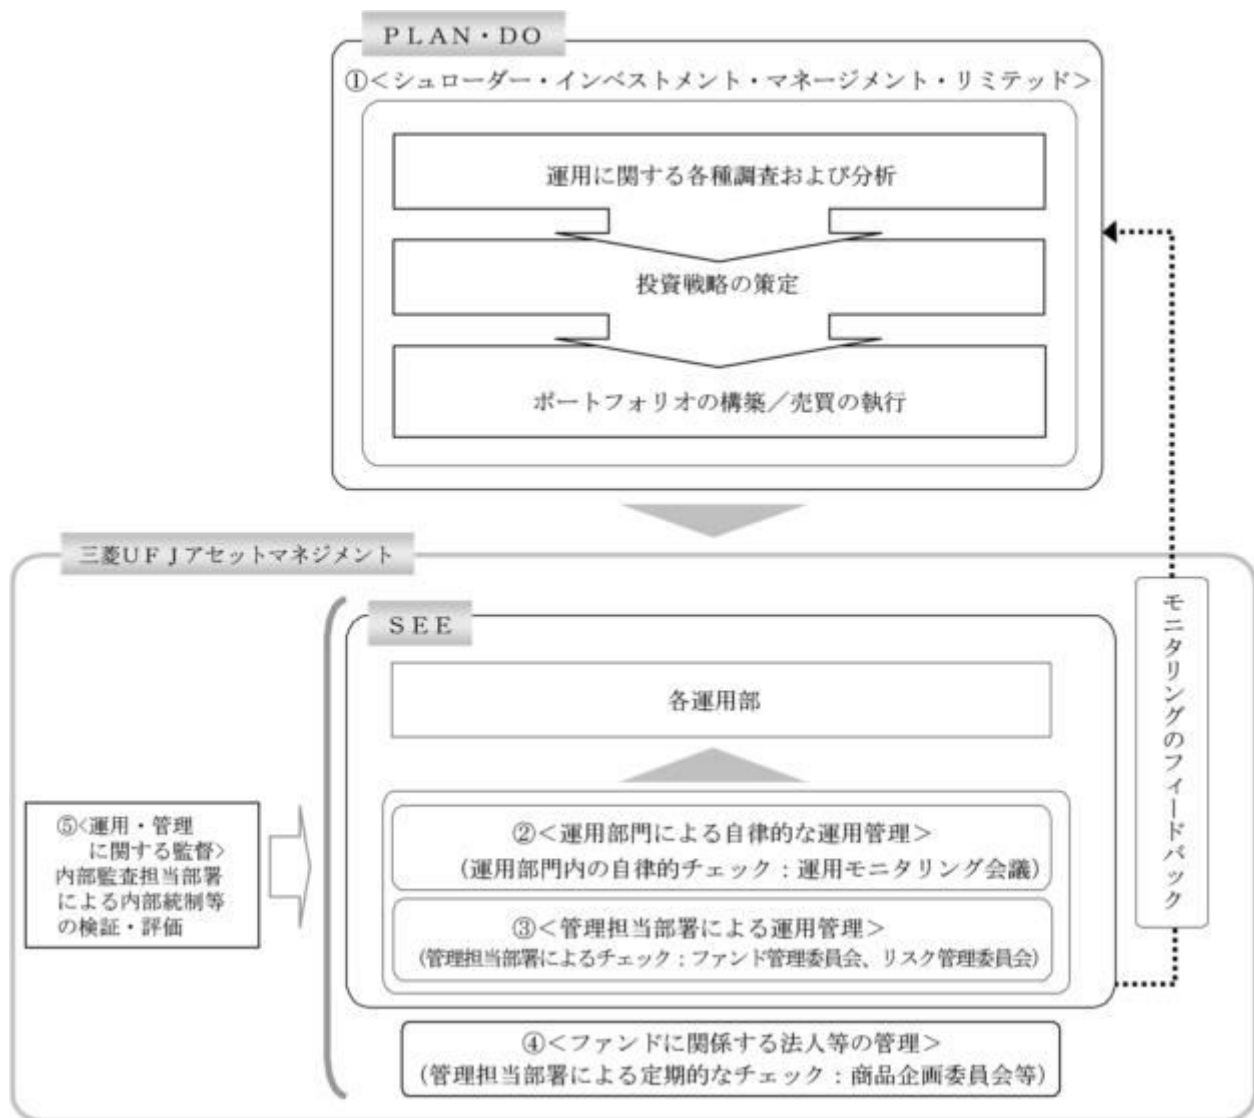 PLAN・DO
①＜シュローダー・インベストメント・マネージメント・リミテッド＞
運用に関する各種調査および分析
投資戦略の策定
ポートフォリオの構築／売買の執行
三菱UFJアセットマネジメント
SEE
各運用部
②＜運用部門による自律的な運用管理＞
(運用部門内の自律的チェック：運用モニタリング会議)
③＜管理担当部署による運用管理＞
(管理担当部署によるチェック：ファンド管理委員会、リスク管理委員会)
④＜ファンドに関係する法人等の管理＞
(管理担当部署による定期的なチェック：商品企画委員会等)
⑤<運用・管理
に関する監督>
内部監査担当部署
による内部統制等
の検証・評価
モニタリングのフィードバック